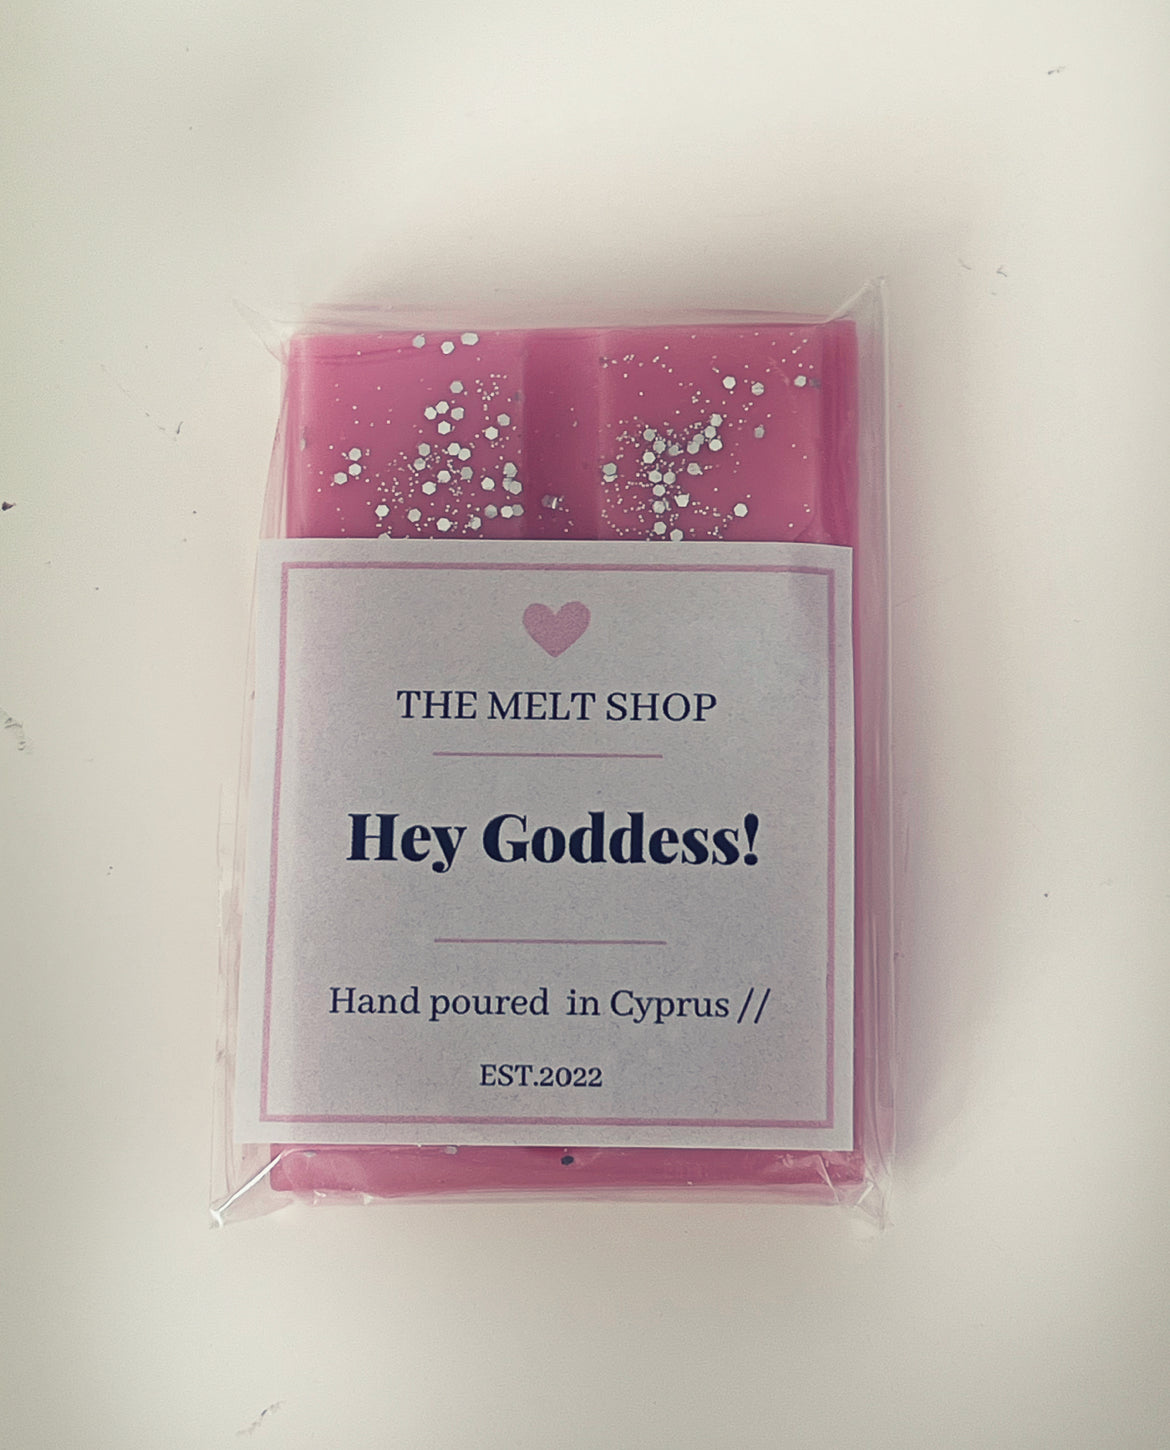 THE MELT SHOP
Hey Goddess!
Hand poured in Cyprus //
EST.2022